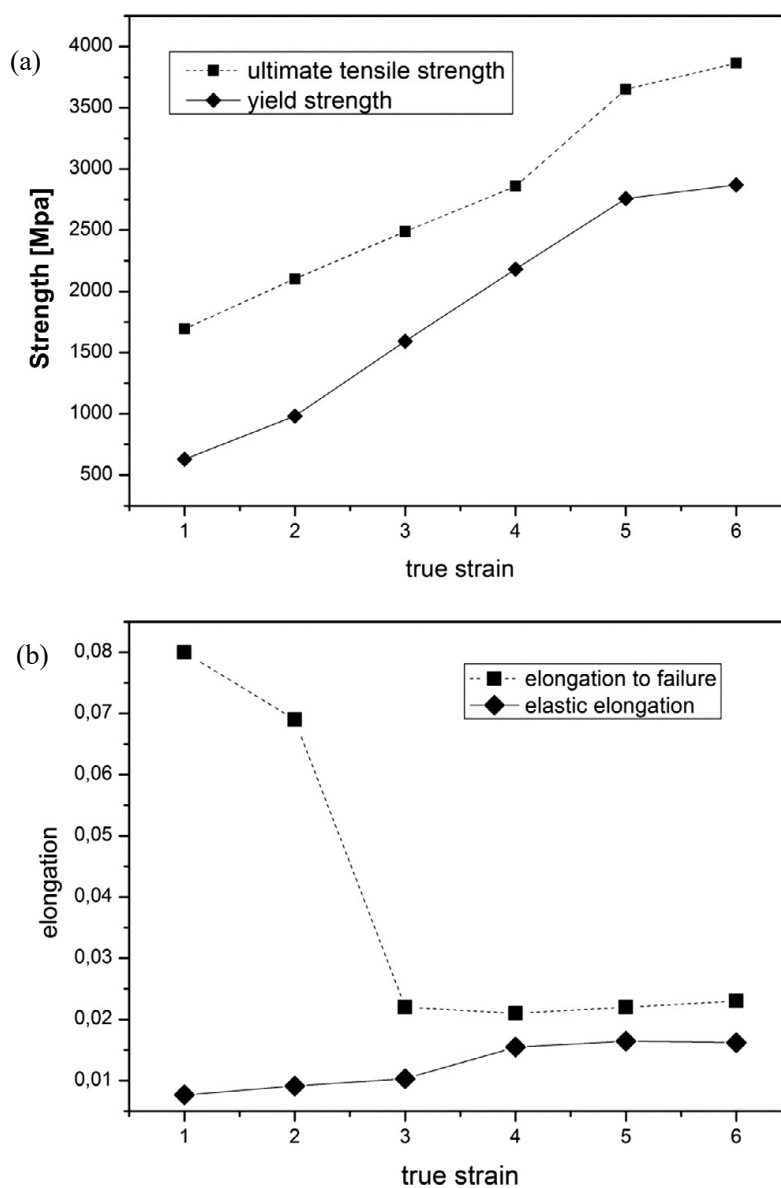 (a)
ultimate tensile strength
yield strength
Strength [Mpa]
4000
3500
3000
2500
2000
1500
1000
500
1 2 3 4 5 6
true strain
(b)
elongation to failure
elastic elongation
elongation
0,08
0,07
0,06
0,05
0,04
0,03
0,02
0,01
1 2 3 4 5 6
true strain